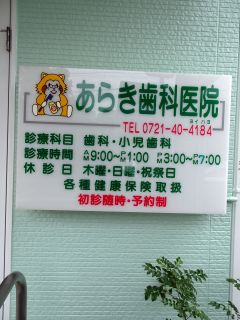 あらき歯科医院
ヨイハヨ
TEL 0721-40-4184
診療科目 歯科・小児歯科
診療時間 AM9:00～PM1:00 PM3:00～PM7:00
休診日 木曜・日曜・祝祭日
各種健康保険取扱
初診随時・予約制